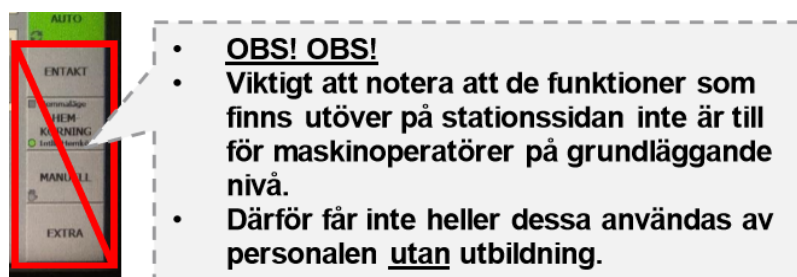 AUTO
ENTAKT
HEM-
KÖRNING
MANUELL
EXTRA
• OBS! OBS!
• Viktigt att notera att de funktioner som
finns utöver på stationssidan inte är till
för maskinoperatörer på grundläggande
nivå.
• Därför får inte heller dessa användas av
personalen utan utbildning.